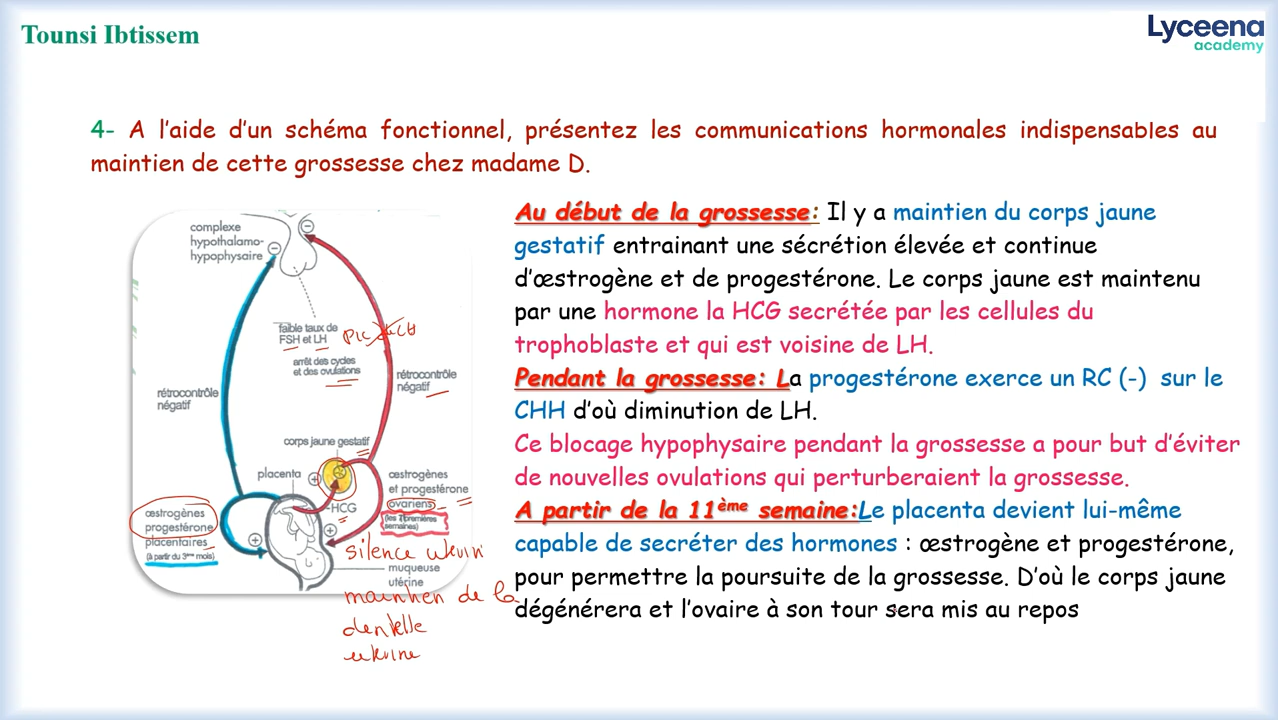 Tounsi Ibtissem
Lyceena
academy
4- A l'aide d'un schéma fonctionnel, présentez les communications hormonales indispensables au
maintien de cette grossesse chez madame D.
complexe
hypothalamo-
hypophysaire
faible taux de
FSH et LH
arrêt des cycles
et des ovulations
rétrocontrôle
négatif
rétrocontrôle
négatif
corps jaune gestatif
placenta
œstrogènes
et progestérone
ovariens
HCG
semaines)
œstrogènes
progestérone
placentaires
(à partir du 3ème mois)
muqueuse
utérine
silence utérin
maintien de la
dentelle
utérine
Au début de la grossesse: Il y a maintien du corps jaune
gestatif entrainant une sécrétion élevée et continue
d'œstrogène et de progestérone. Le corps jaune est maintenu
par une hormone la HCG secrétée par les cellules du
trophoblaste et qui est voisine de LH.
Pendant la grossesse: La progestérone exerce un RC (-) sur le
CHH d'où diminution de LH.
Ce blocage hypophysaire pendant la grossesse a pour but d'éviter
de nouvelles ovulations qui perturberaient la grossesse.
A partir de la 11ème semaine:Le placenta devient lui-même
capable de secréter des hormones : œstrogène et progestérone,
pour permettre la poursuite de la grossesse. D'où le corps jaune
dégénérera et l'ovaire à son tour sera mis au repos